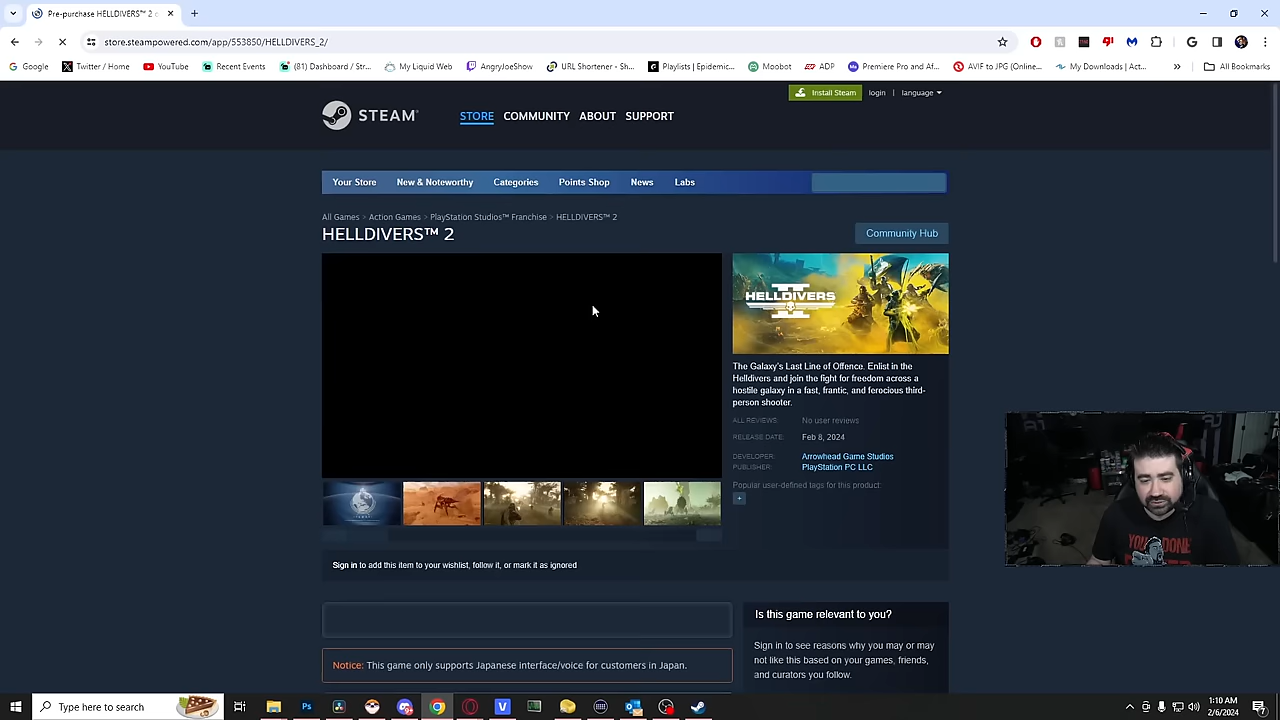 Pre-purchase HELLDIVERS™ 2 o
store.steampowered.com/app/553850/HELLDIVERS_2/
Google
Twitter / Home
YouTube
Recent Events
(81) Dashboard / Str...
My Liquid Web
AngryJoeShow
URL Shortener - Sh...
Playlists | Epidemic...
Moobot
ADP
Premiere Pro and Af...
AVIF to JPG (Online...
My Downloads | Act...
»
All Bookmarks
Install Steam
login | language
STEAM®
STORE
COMMUNITY
ABOUT
SUPPORT
Your Store
New & Noteworthy
Categories
Points Shop
News
Labs
All Games > Action Games > PlayStation Studios™ Franchise > HELLDIVERS™ 2
HELLDIVERS™ 2
Community Hub
HELLDIVERS
The Galaxy's Last Line of Offence. Enlist in the
Helldivers and join the fight for freedom across a
hostile galaxy in a fast, frantic, and ferocious third-
person shooter.
ALL REVIEWS: No user reviews
RELEASE DATE: Feb 8, 2024
DEVELOPER: Arrowhead Game Studios
PUBLISHER: PlayStation PC LLC
Popular user-defined tags for this product:
+
Sign in to add this item to your wishlist, follow it, or mark it as ignored
Is this game relevant to you?
Sign in to see reasons why you may or may
not like this based on your games, friends,
and curators you follow.
Notice: This game only supports Japanese interface/voice for customers in Japan.
YOU DONE
Type here to search
Ps
V
1:10 AM
2/6/2024